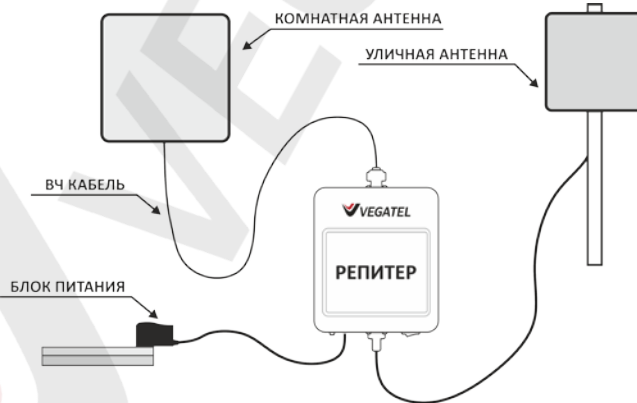 КОМНАТНАЯ АНТЕННА
УЛИЧНАЯ АНТЕННА
ВЧ КАБЕЛЬ
VEGATEL
РЕПИТЕР
БЛОК ПИТАНИЯ